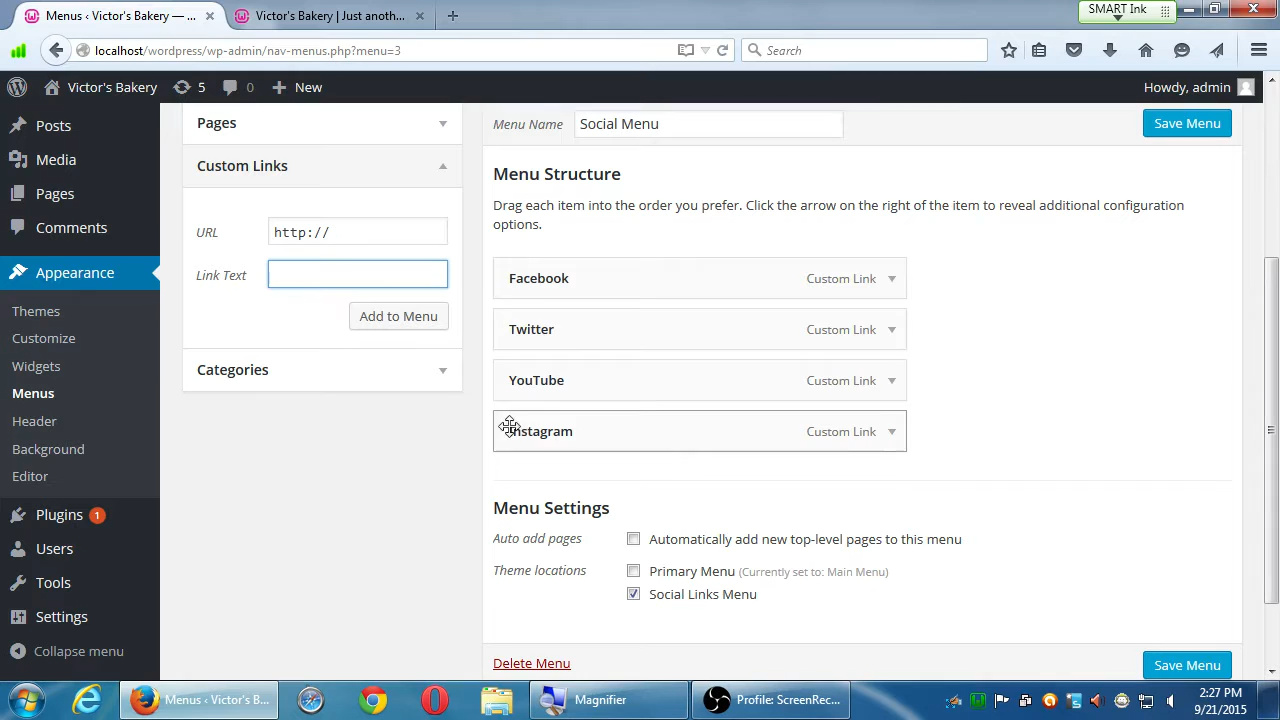 Menus ‹ Victor's Bakery — ...
Victor's Bakery | Just anoth...
SMART Ink
localhost/wordpress/wp-admin/nav-menus.php?menu=3
Search
Victor's Bakery
5
0
New
Howdy, admin
Posts
Media
Pages
Comments
Appearance
Themes
Customize
Widgets
Menus
Header
Background
Editor
Plugins 1
Users
Tools
Settings
Collapse menu
Pages
Custom Links
URL
http://
Link Text
Add to Menu
Categories
Menu Name
Social Menu
Save Menu
Menu Structure
Drag each item into the order you prefer. Click the arrow on the right of the item to reveal additional configuration
options.
Facebook
Custom Link
Twitter
Custom Link
YouTube
Custom Link
Instagram
Custom Link
Menu Settings
Auto add pages
Automatically add new top-level pages to this menu
Theme locations
Primary Menu (Currently set to: Main Menu)
Social Links Menu
Delete Menu
Save Menu
Menus ‹ Victor's B...
Magnifier
Profile: ScreenRec...
2:27 PM
9/21/2015